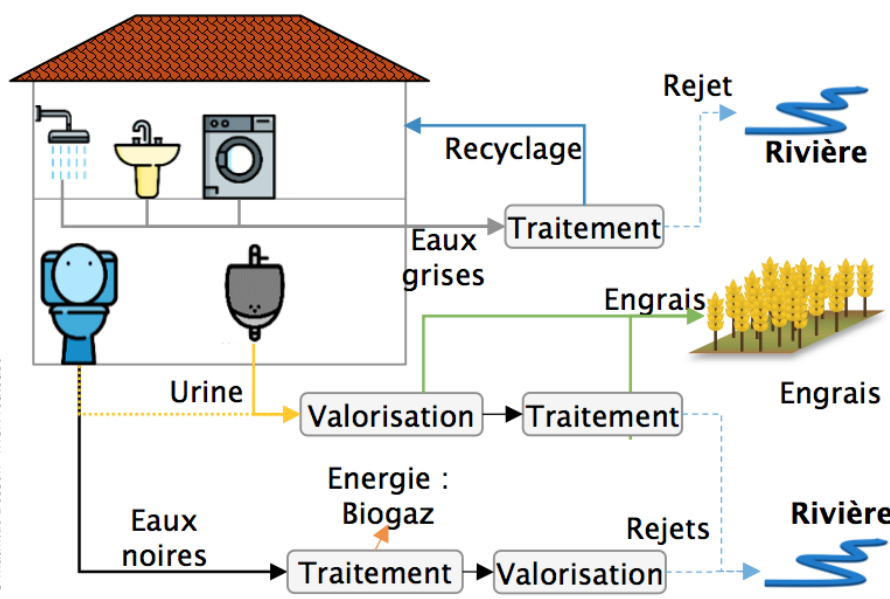 Rejet
Rivière
Recyclage
Traitement
Eaux
grises
Engrais
Engrais
Urine
Valorisation
Traitement
Energie :
Biogaz
Eaux
noires
Rejets
Rivière
Traitement
Valorisation